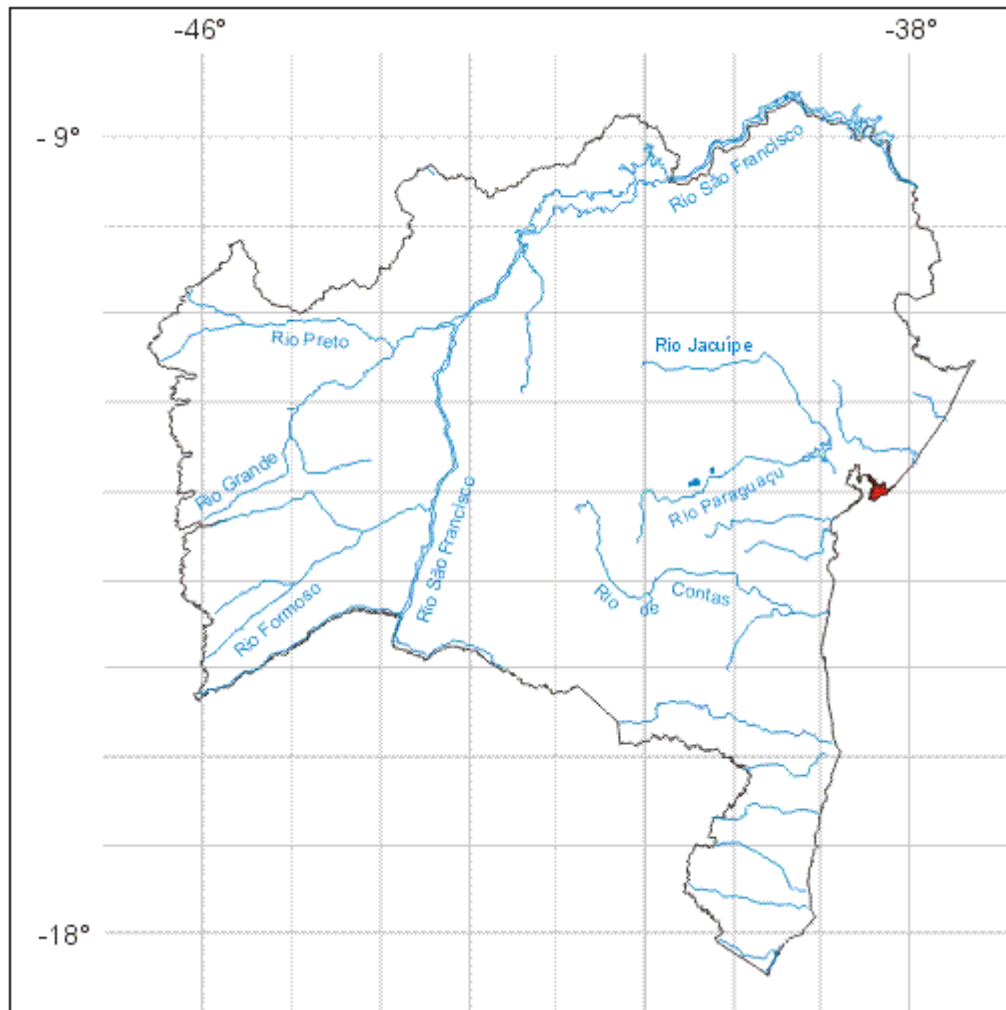 -46°
-38°
- 9°
Rio São Francisco
Rio Preto
Rio Jacuípe
Rio Grande
Rio Paraguaçu
Rio São Francisco
Rio de Contas
Rio Formoso
-18°